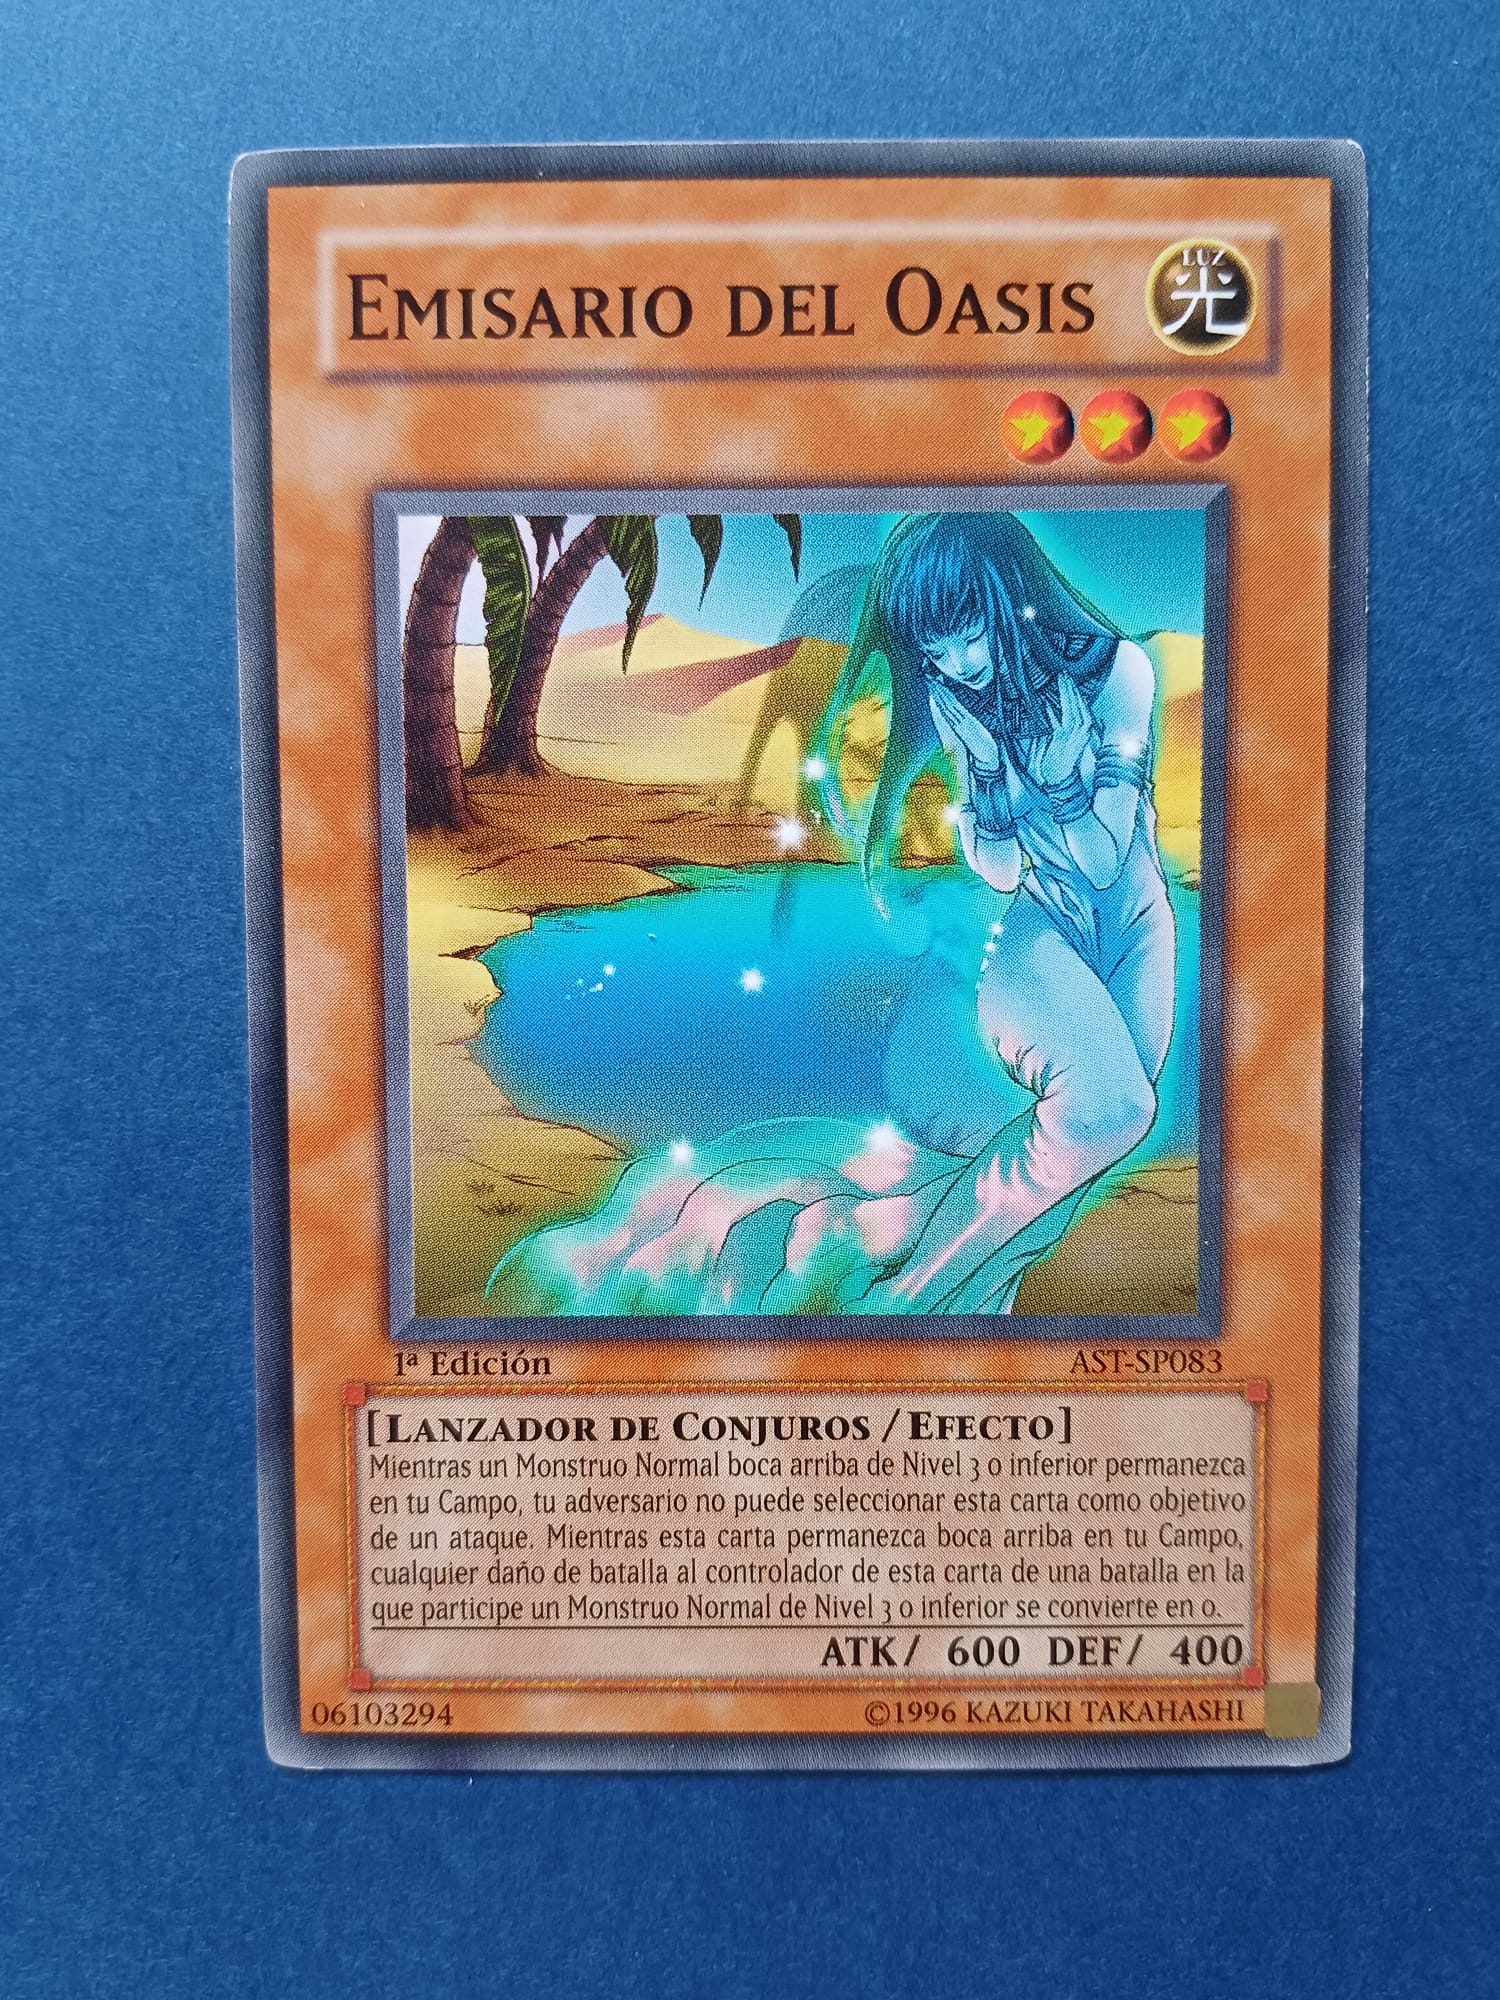 Emisario del Oasis
LUZ
光
1ª Edición
AST-SP083
[Lanzador de Conjuros / Efecto]
Mientras un Monstruo Normal boca arriba de Nivel 3 o inferior permanezca
en tu Campo, tu adversario no puede seleccionar esta carta como objetivo
de un ataque. Mientras esta carta permanezca boca arriba en tu Campo,
cualquier daño de batalla al controlador de esta carta de una batalla en la
que participe un Monstruo Normal de Nivel 3 o inferior se convierte en 0.
ATK/ 600 DEF/ 400
06103294
©1996 KAZUKI TAKAHASHI